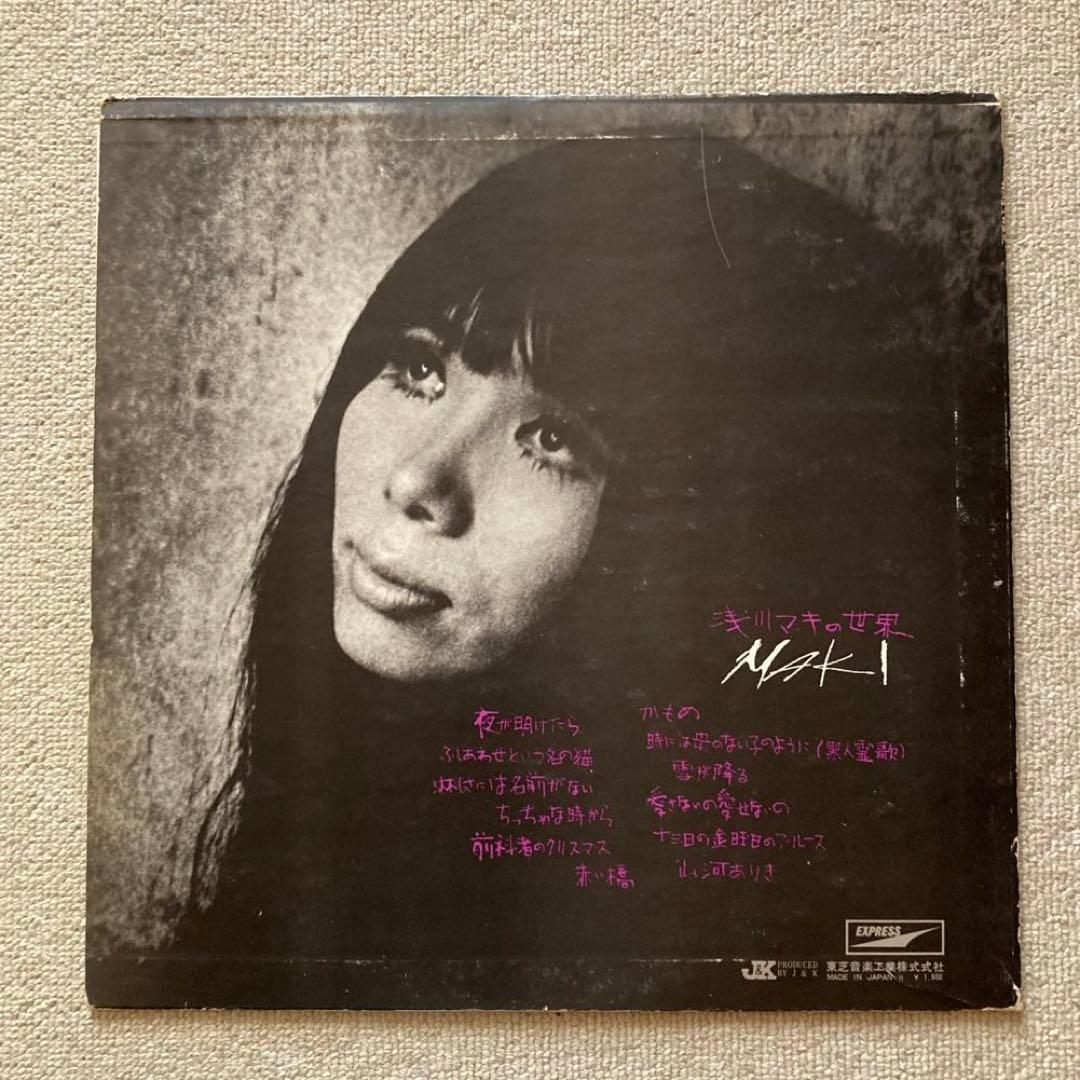 浅川マキの世界
MAKI
夜が明けたら
ふしあわせという名の猫
淋しさには名前がない
ちっちゃな時から
前科者のクリスマス
赤い橋
かもめ
時には母のない子のように(黒人霊歌)
雪が降る
愛さないの愛せないの
十三日の金曜日のブルース
山河ありき
EXPRESS
J&K PRODUCED BY J & K
東芝音楽工業株式会社
MADE IN JAPAN H ¥1,800